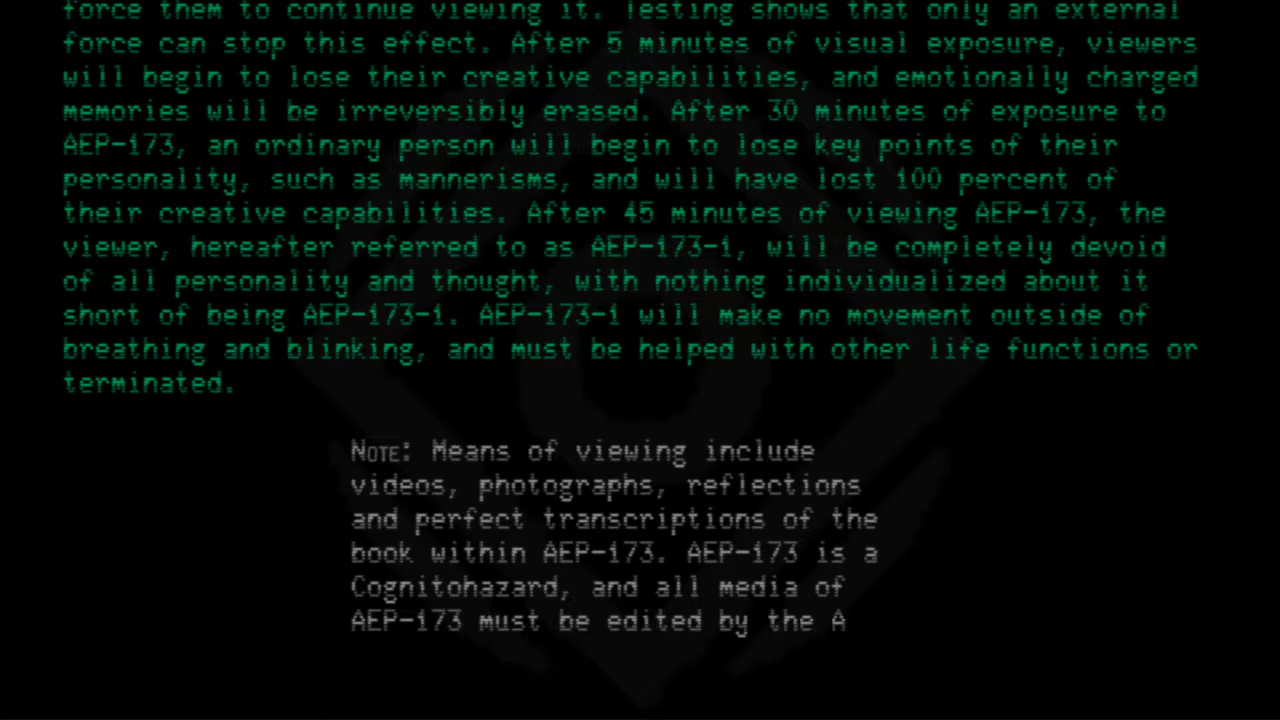 force them to continue viewing it. Testing shows that only an external
force can stop this effect. After 5 minutes of visual exposure, viewers
will begin to lose their creative capabilities, and emotionally charged
memories will be irreversibly erased. After 30 minutes of exposure to
AEP-173, an ordinary person will begin to lose key points of their
personality, such as mannerisms, and will have lost 100 percent of
their creative capabilities. After 45 minutes of viewing AEP-173, the
viewer, hereafter referred to as AEP-173-1, will be completely devoid
of all personality and thought, with nothing individualized about it
short of being AEP-173-1. AEP-173-1 will make no movement outside of
breathing and blinking, and must be helped with other life functions or
terminated.
Note: Means of viewing include
videos, photographs, reflections
and perfect transcriptions of the
book within AEP-173. AEP-173 is a
Cognitohazard, and all media of
AEP-173 must be edited by the A